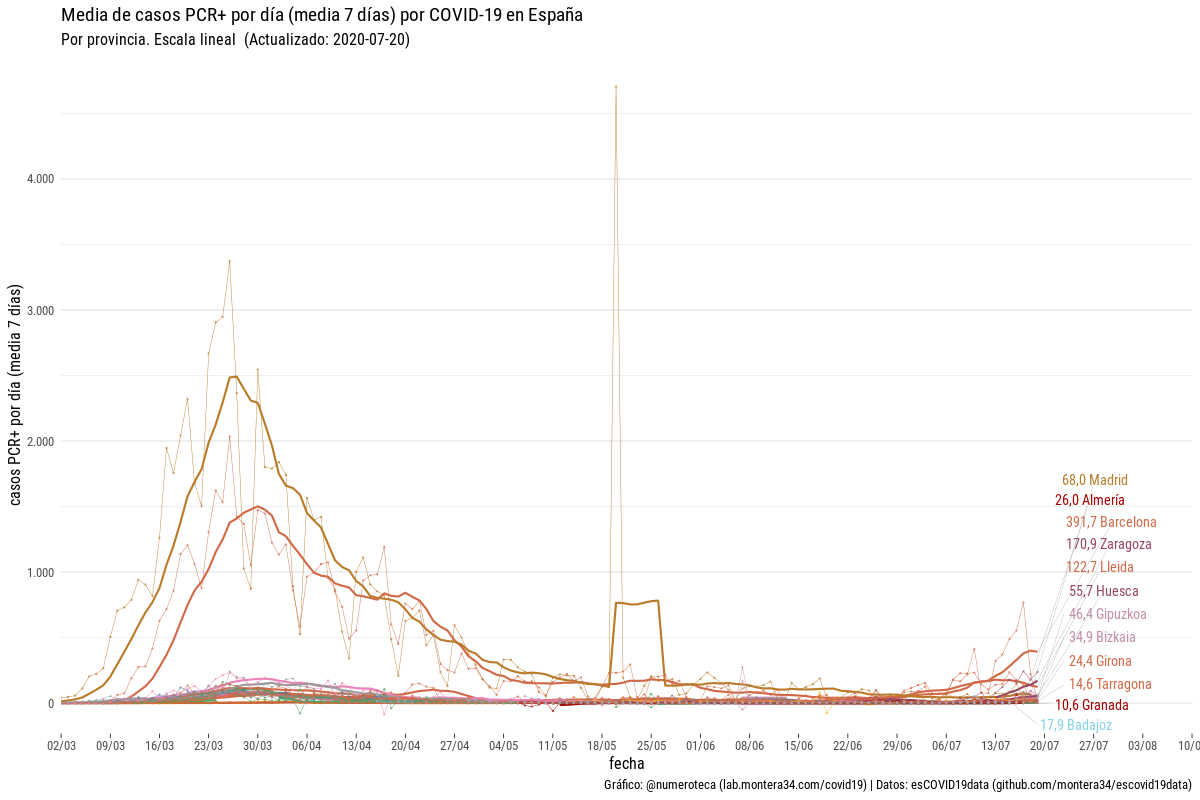 Media de casos PCR+ por día (media 7 días) por COVID-19 en España
Por provincia. Escala lineal (Actualizado: 2020-07-20)
casos PCR+ por día (media 7 días)
4.000
3.000
2.000
1.000
0
68,0 Madrid
26,0 Almería
391,7 Barcelona
170,9 Zaragoza
122,7 Lleida
55,7 Huesca
46,4 Gipuzkoa
34,9 Bizkaia
24,4 Girona
14,6 Tarragona
10,6 Granada
17,9 Badajoz
02/03 09/03 16/03 23/03 30/03 06/04 13/04 20/04 27/04 04/05 11/05 18/05 25/05 01/06 08/06 15/06 22/06 29/06 06/07 13/07 20/07 27/07 03/08 10/0
fecha
Gráfico: @numeroteca (lab.montera34.com/covid19) | Datos: esCOVID19data (github.com/montera34/escovid19data)